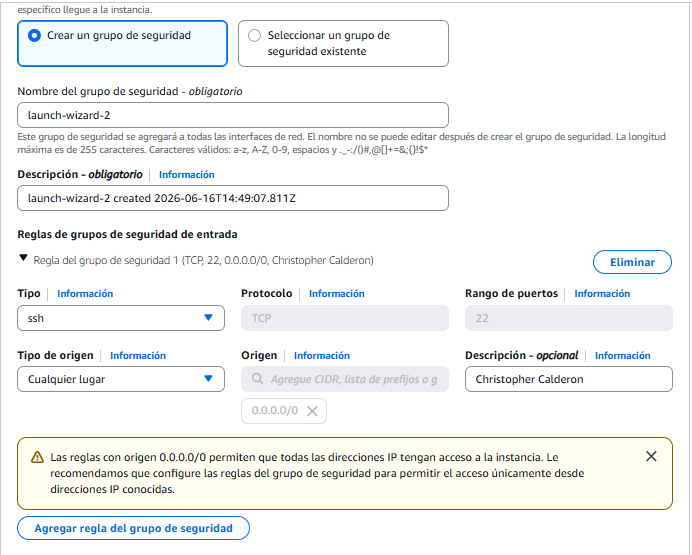 específico llegue a la instancia.
Crear un grupo de seguridad
Seleccionar un grupo de
seguridad existente
Nombre del grupo de seguridad - obligatorio
launch-wizard-2
Este grupo de seguridad se agregará a todas las interfaces de red. El nombre no se puede editar después de crear el grupo de seguridad. La longitud
máxima es de 255 caracteres. Caracteres válidos: a-z, A-Z, 0-9, espacios y ._-:/()#,@[]+=&;{}!$*
Descripción - obligatorio Información
launch-wizard-2 created 2026-06-16T14:49:07.811Z
Reglas de grupos de seguridad de entrada
Regla del grupo de seguridad 1 (TCP, 22, 0.0.0.0/0, Christopher Calderon)
Eliminar
Tipo Información
Protocolo Información
Rango de puertos Información
ssh
TCP
22
Tipo de origen Información
Origen Información
Descripción - opcional Información
Cualquier lugar
Agregue CIDR, lista de prefijos o g
Christopher Calderon
0.0.0.0/0
Las reglas con origen 0.0.0.0/0 permiten que todas las direcciones IP tengan acceso a la instancia. Le
recomendamos que configure las reglas del grupo de seguridad para permitir el acceso únicamente desde
direcciones IP conocidas.
Agregar regla del grupo de seguridad